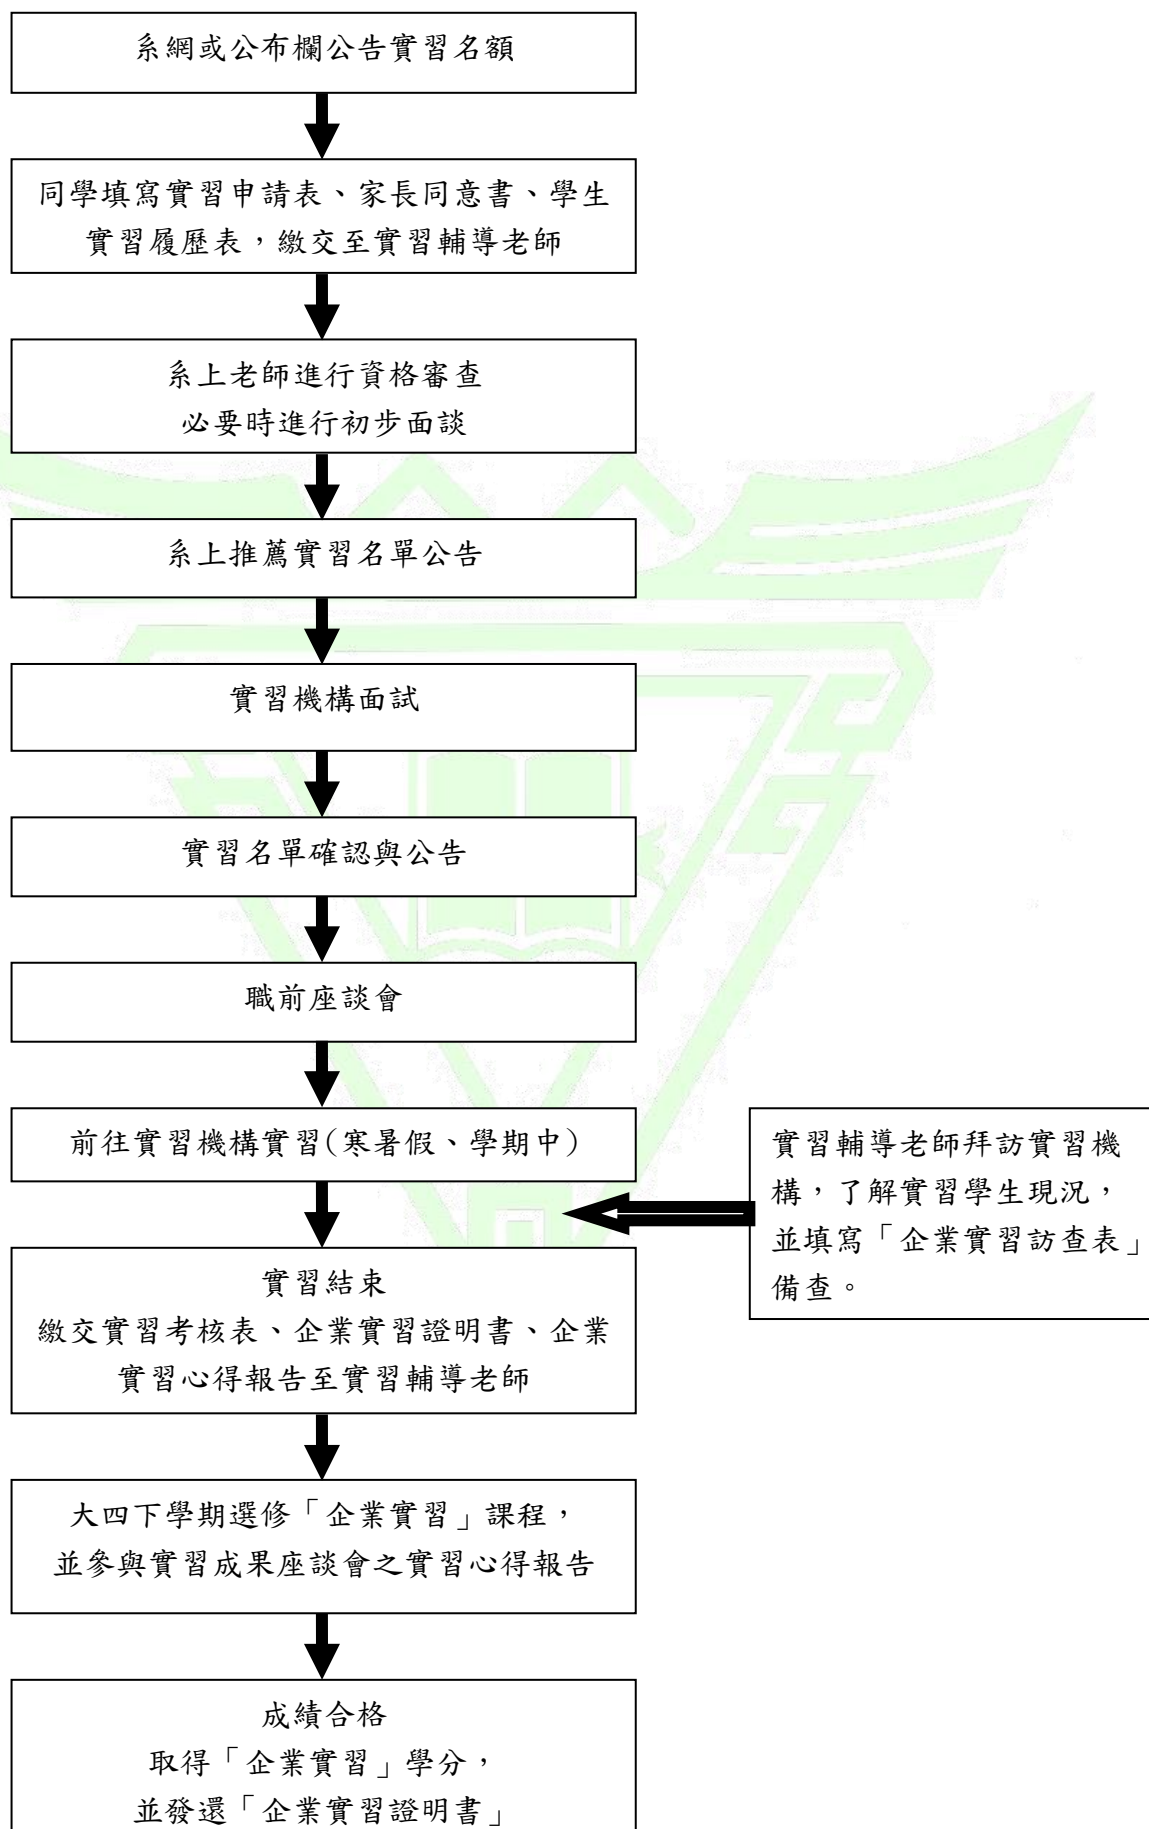 系網或公布欄公告實習名額
同學填寫實習申請表、家長同意書、學生
實習履歷表，繳交至實習輔導老師
系上老師進行資格審查
必要時進行初步面談
系上推薦實習名單公告
實習機構面試
實習名單確認與公告
職前座談會
前往實習機構實習(寒暑假、學期中)
實習輔導老師拜訪實習機
構，了解實習學生現況，
並填寫「企業實習訪查表」
備查。
實習結束
繳交實習考核表、企業實習證明書、企業
實習心得報告至實習輔導老師
大四下學期選修「企業實習」課程，
並參與實習成果座談會之實習心得報告
成績合格
取得「企業實習」學分，
並發還「企業實習證明書」